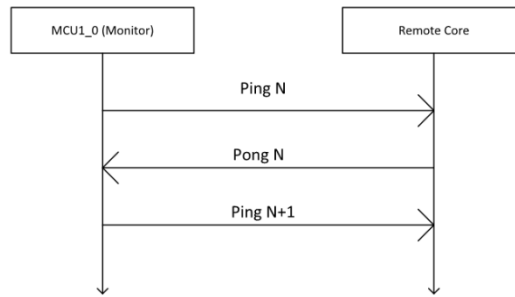 MCU1_0 (Monitor)
Remote Core
Ping N
Pong N
Ping N+1